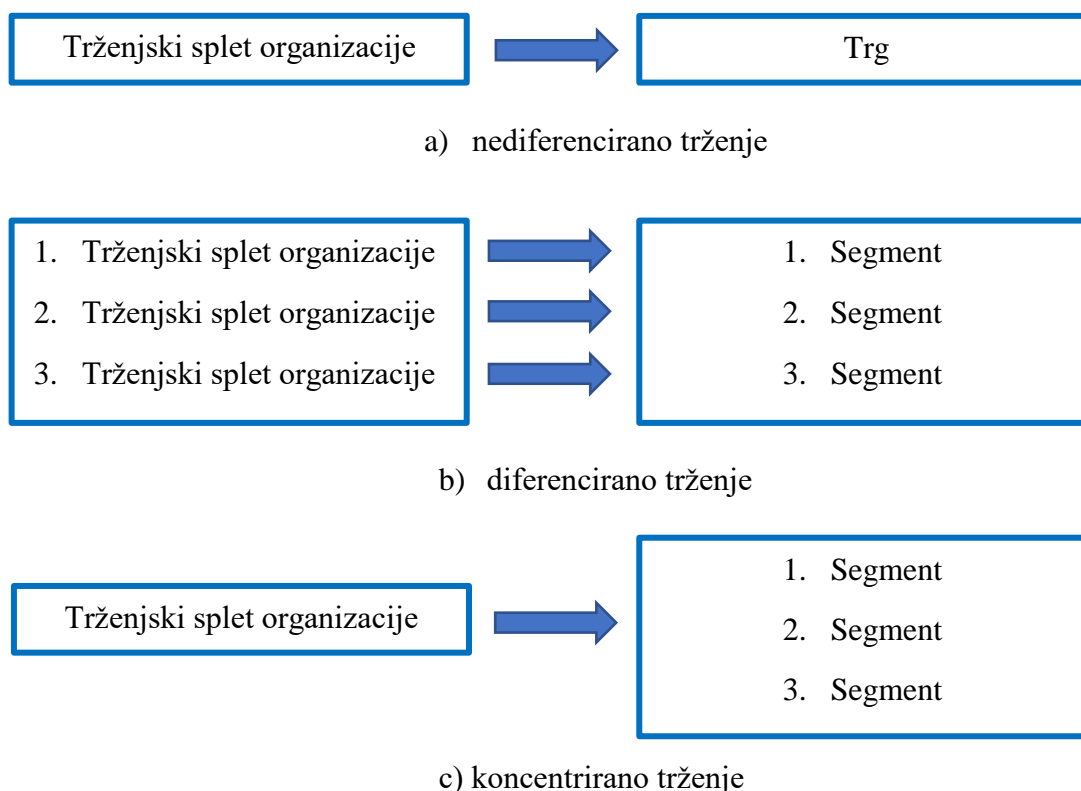 Trženjski splet organizacije
Trg
a) nediferencirano trženje
1. Trženjski splet organizacije
1. Segment
2. Trženjski splet organizacije
2. Segment
3. Trženjski splet organizacije
3. Segment
b) diferencirano trženje
Trženjski splet organizacije
1. Segment
2. Segment
3. Segment
c) koncentrirano trženje